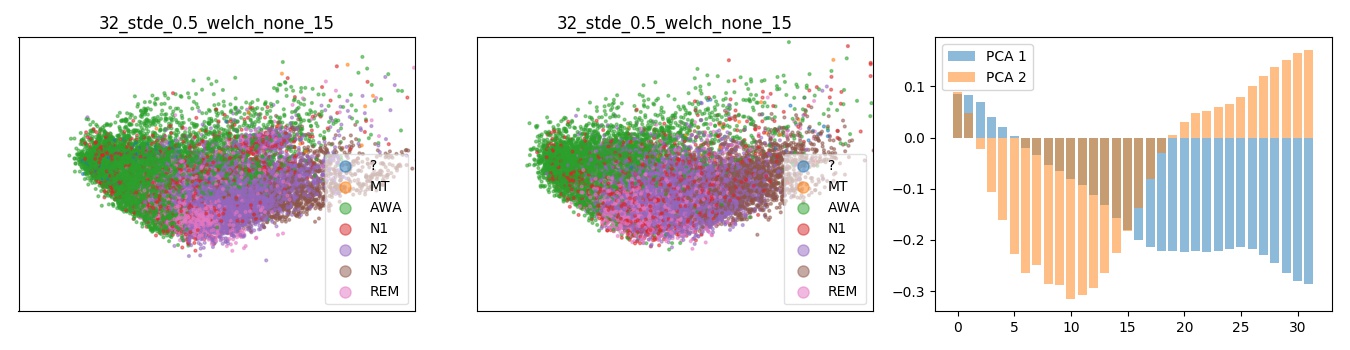 32_stde_0.5_welch_none_15
?
MT
AWA
N1
N2
N3
REM
32_stde_0.5_welch_none_15
?
MT
AWA
N1
N2
N3
REM
PCA 1
PCA 2
0.1
0.0
−0.1
−0.2
−0.3
0 5 10 15 20 25 30